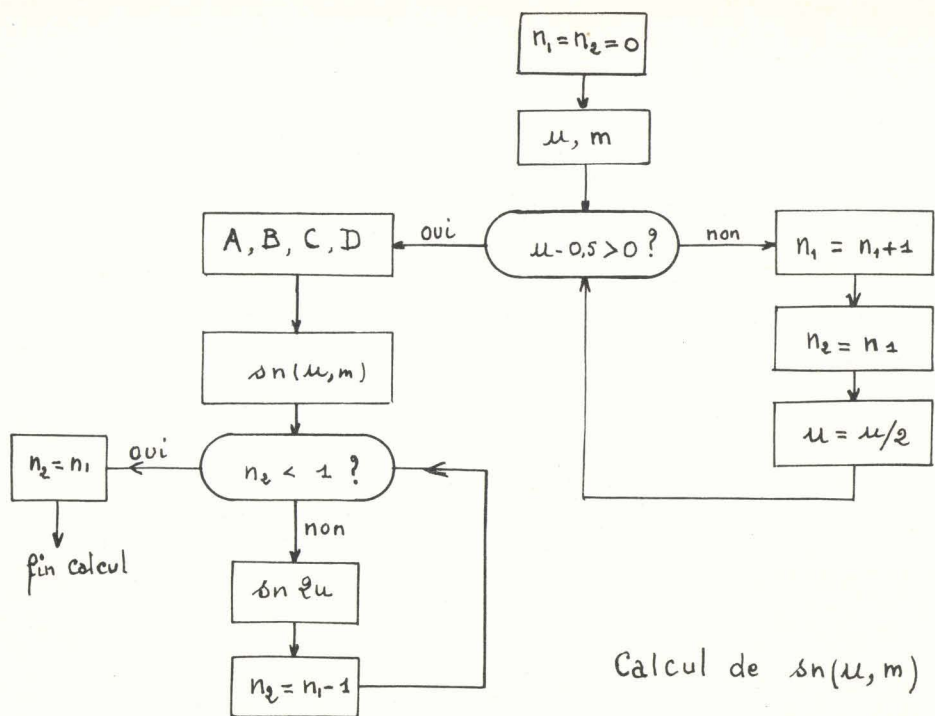 n₁ = n₂ = 0
u, m
u - 0,5 > 0 ?
oui
non
A, B, C, D
n₁ = n₁ + 1
sn(u, m)
n₂ = n1
u = u/2
n₂ < 1 ?
oui
n₂ = n₁
non
fin calcul
sn 2u
n₂ = n₁ - 1
Calcul de sn(u, m)